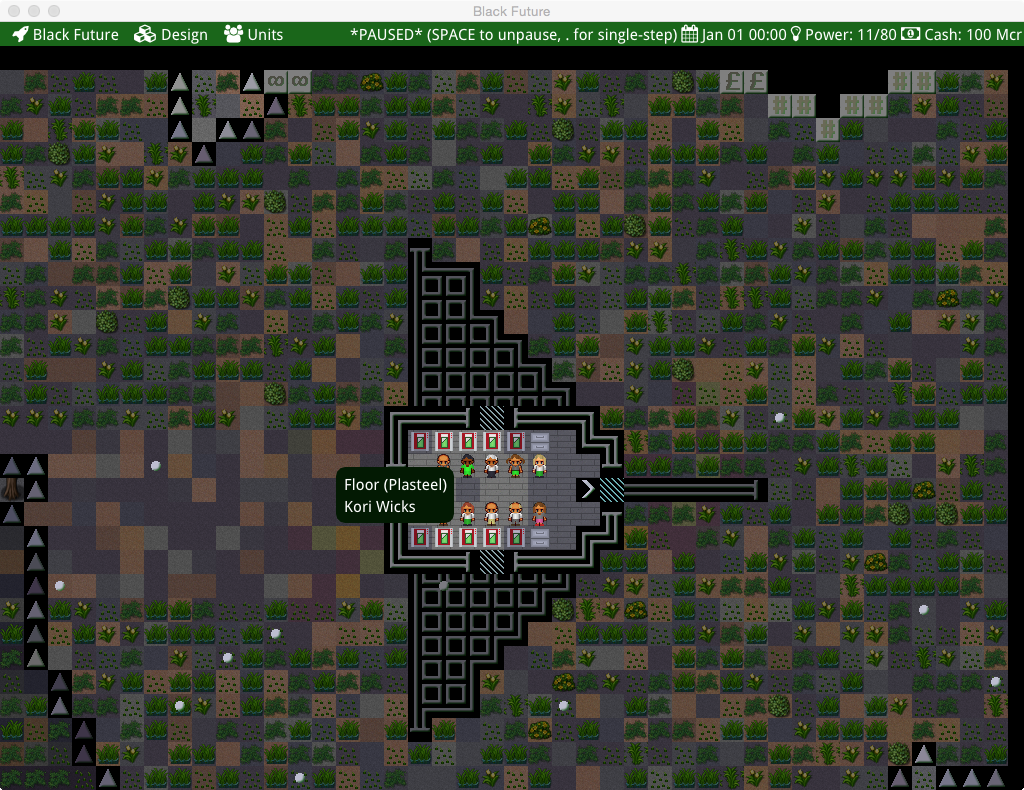 Black Future
Black Future Design Units *PAUSED* (SPACE to unpause, . for single-step) Jan 01 00:00 Power: 11/80 Cash: 100 Mcr
∞ ∞ £ £ # #
# # # #
#
Floor (Plasteel)
Kori Wicks